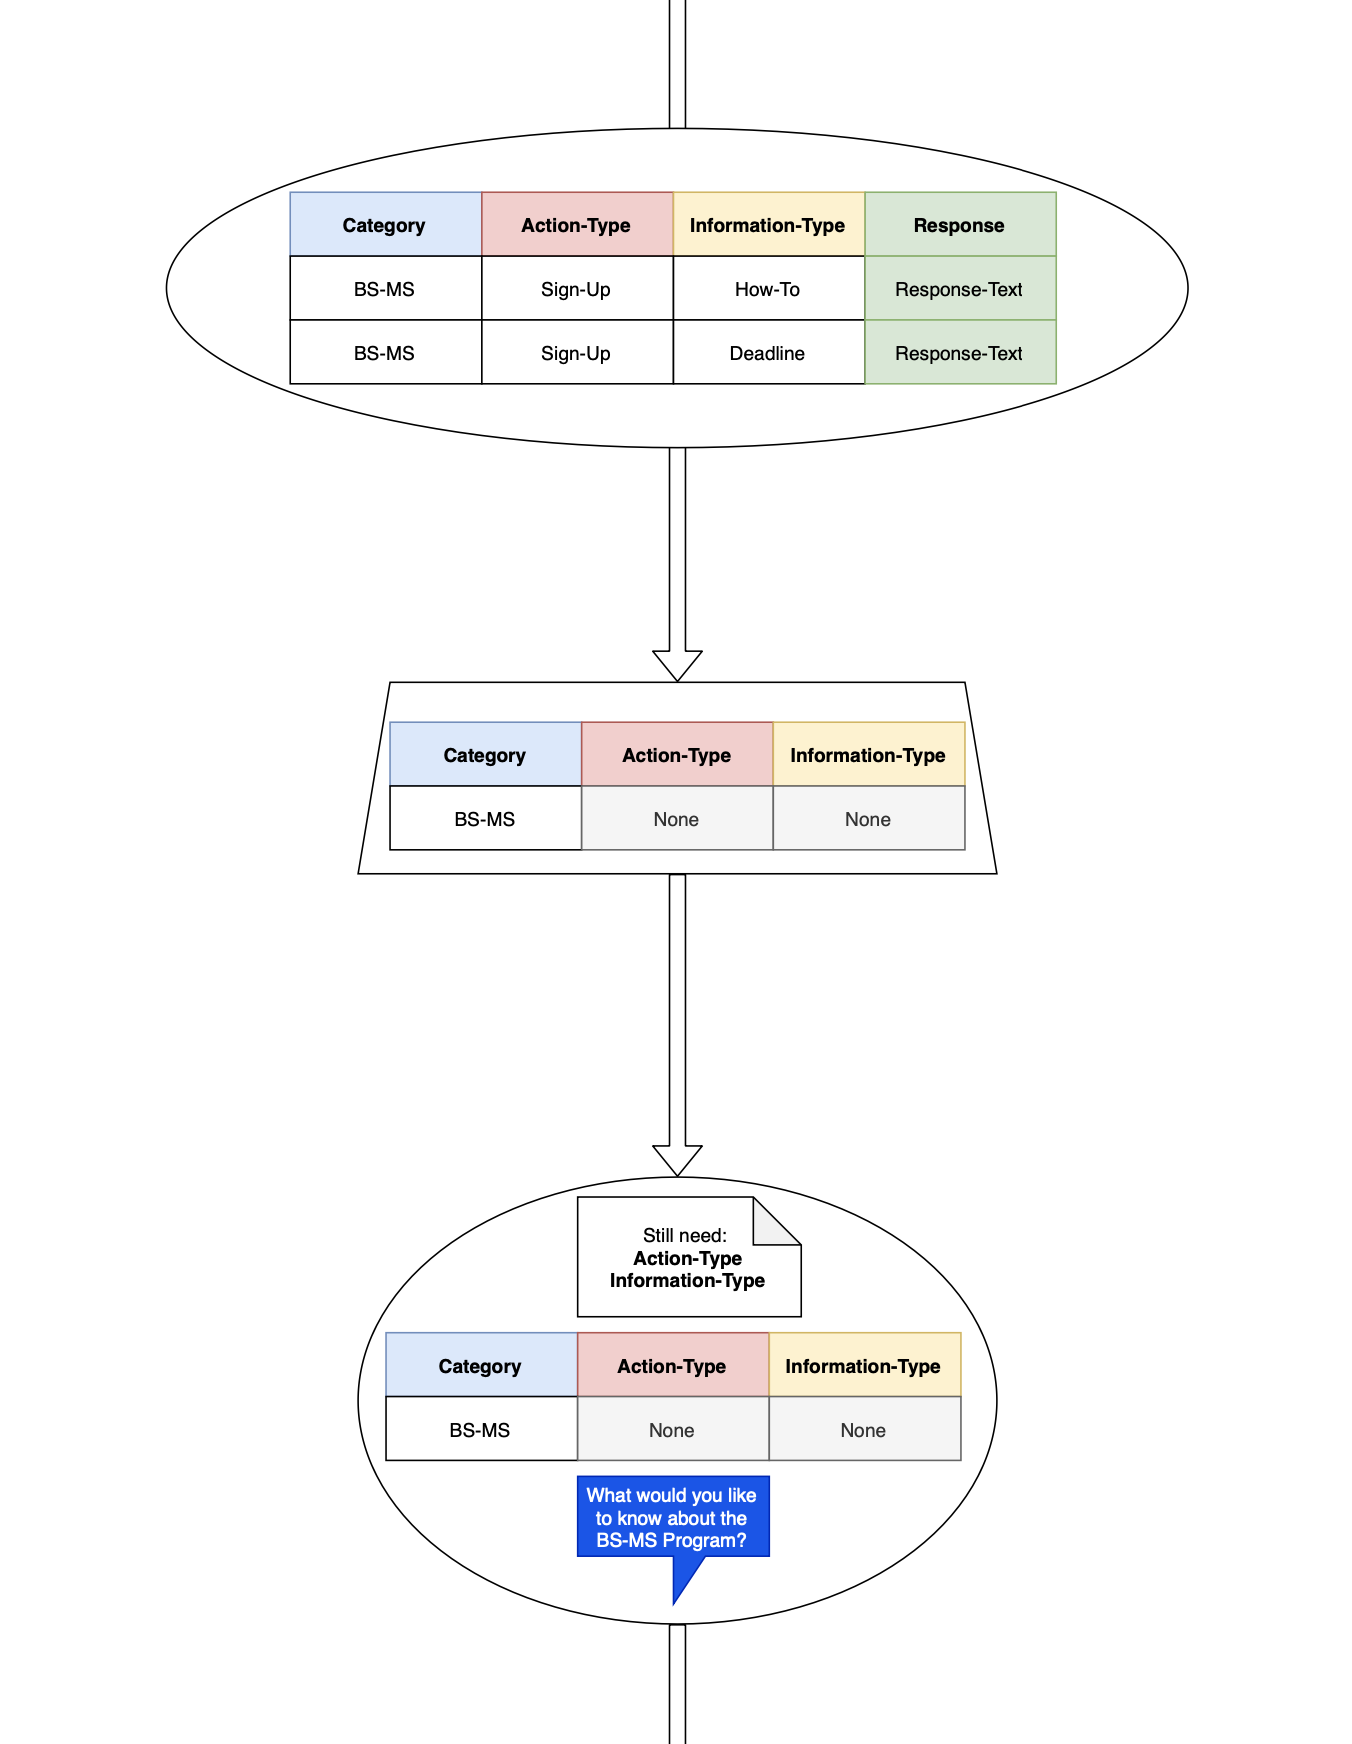 Category Action-Type Information-Type Response
BS-MS Sign-Up How-To Response-Text
BS-MS Sign-Up Deadline Response-Text
Category Action-Type Information-Type
BS-MS None None
Still need:
Action-Type
Information-Type
Category Action-Type Information-Type
BS-MS None None
What would you like
to know about the
BS-MS Program?